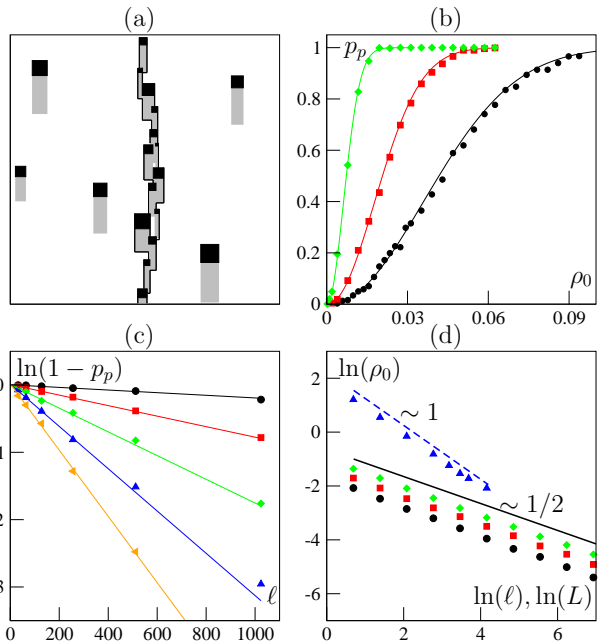 (a)
(b)
p_p
1
0.8
0.6
0.4
0.2
0
ρ_0
0 0.03 0.06 0.09
(c)
ln(1 − p_p)
0
1
2
3
ℓ
0 200 400 600 800 1000
(d)
ln(ρ_0)
2
0
-2
-4
-6
~ 1
~ 1/2
ln(ℓ), ln(L)
0 2 4 6